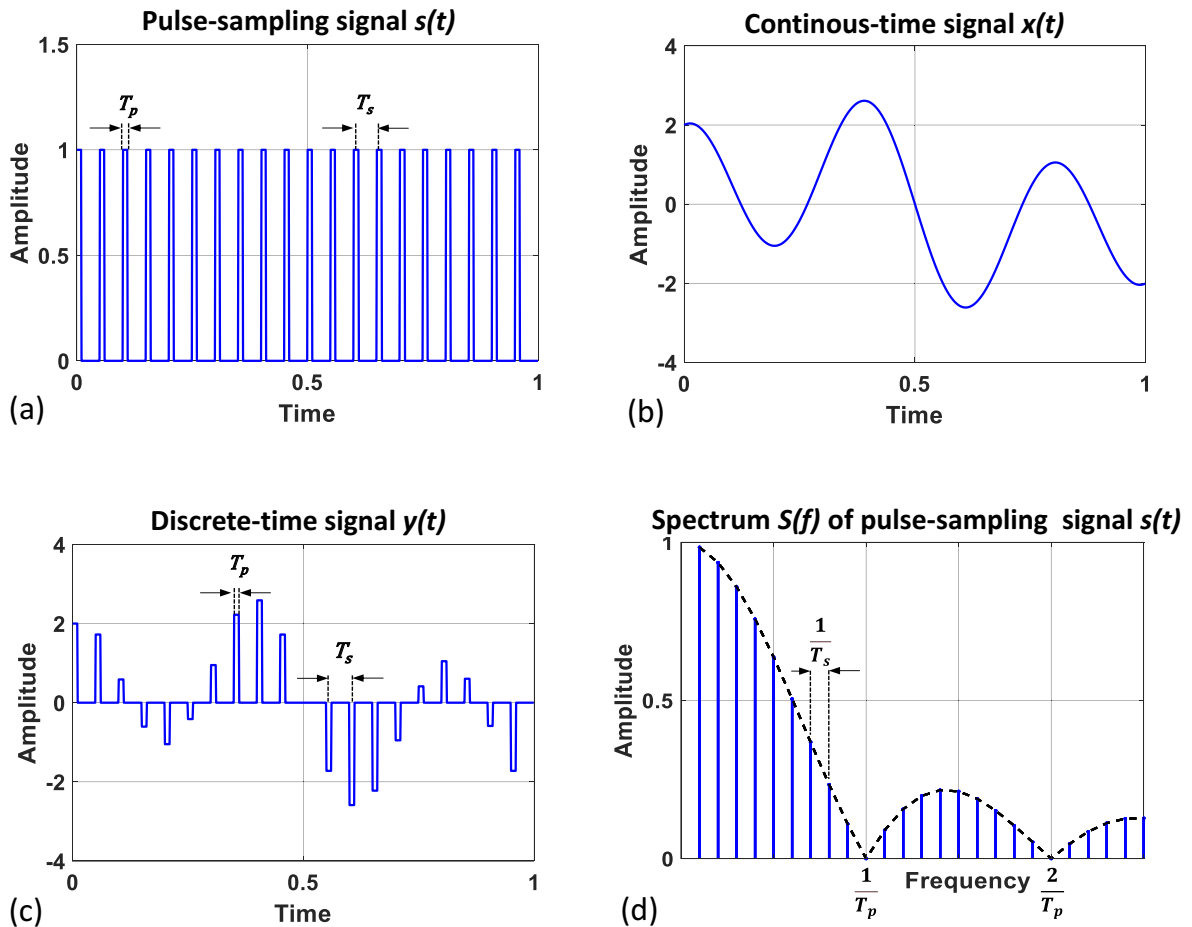 Pulse-sampling signal s(t)
1.5
1
0.5
0
Amplitude
T_p
T_s
0 0.5 1
Time
(a)
Continous-time signal x(t)
4
2
0
-2
-4
Amplitude
0 0.5 1
Time
(b)
Discrete-time signal y(t)
4
2
0
-2
-4
Amplitude
T_p
T_s
0 0.5 1
Time
(c)
Spectrum S(f) of pulse-sampling signal s(t)
1
0.5
0
Amplitude
1/T_s
1/T_p Frequency 2/T_p
(d)